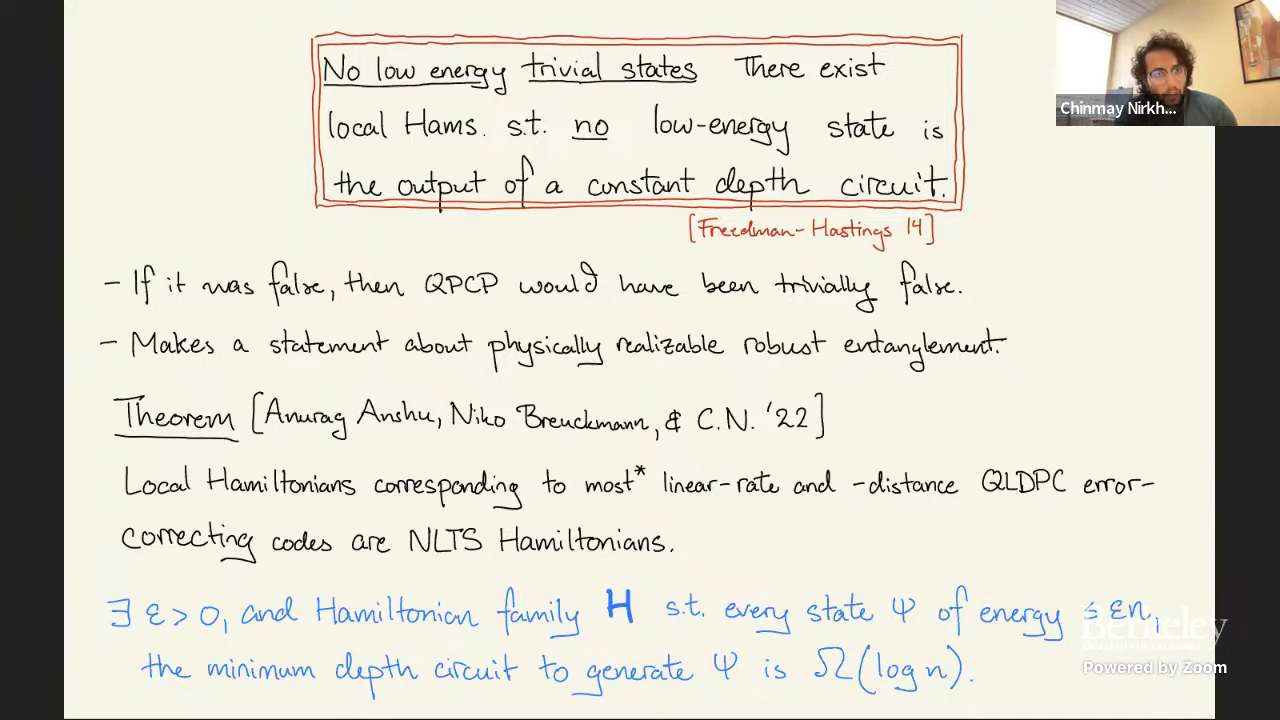 No low energy trivial states There exist
local Hams. s.t. no low-energy state is
the output of a constant depth circuit.
[Freedman-Hastings 14]
- If it was false, then QPCP would have been trivially false.
- Makes a statement about physically realizable robust entanglement.
Theorem [Anurag Anshu, Niko Breuckmann, & C.N. '22]
Local Hamiltonians corresponding to most* linear-rate and -distance QLDPC error-
correcting codes are NLTS Hamiltonians.
∃ ε > 0, and Hamiltonian family H s.t. every state Ψ of energy ≤ εn,
the minimum depth circuit to generate Ψ is Ω(log n).
Chinmay Nirkh...
Berkeley
UNIVERSITY OF CALIFORNIA
Powered by Zoom